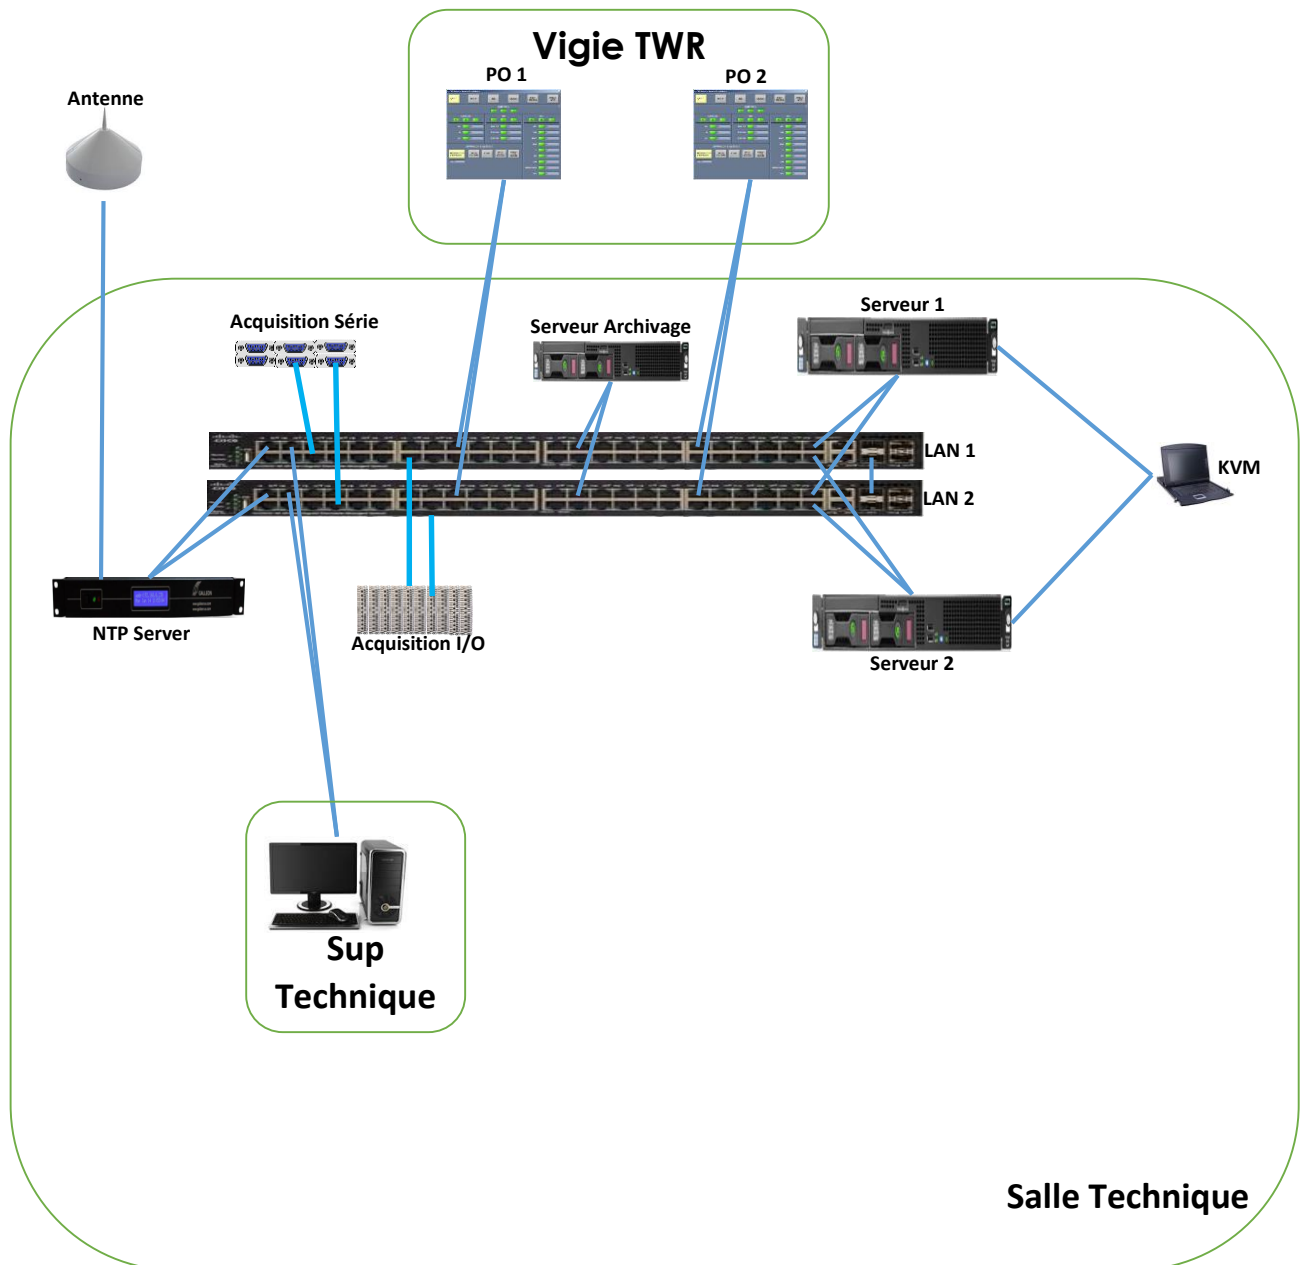 Vigie TWR
PO 1
PO 2
Antenne
Acquisition Série
Serveur Archivage
Serveur 1
LAN 1
LAN 2
KVM
NTP Server
Acquisition I/O
Serveur 2
Sup
Technique
Salle Technique